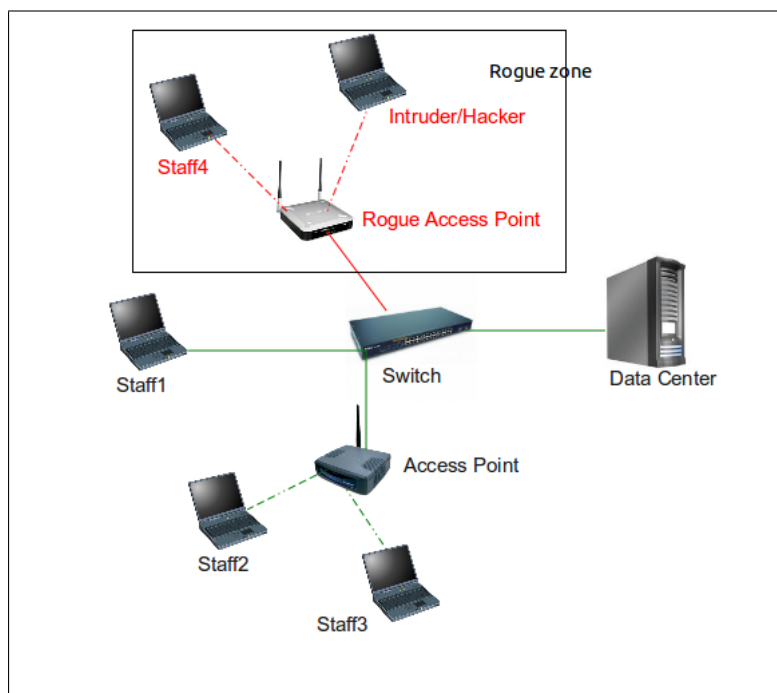 Rogue zone
Intruder/Hacker
Staff4
Rogue Access Point
Staff1
Switch
Data Center
Access Point
Staff2
Staff3